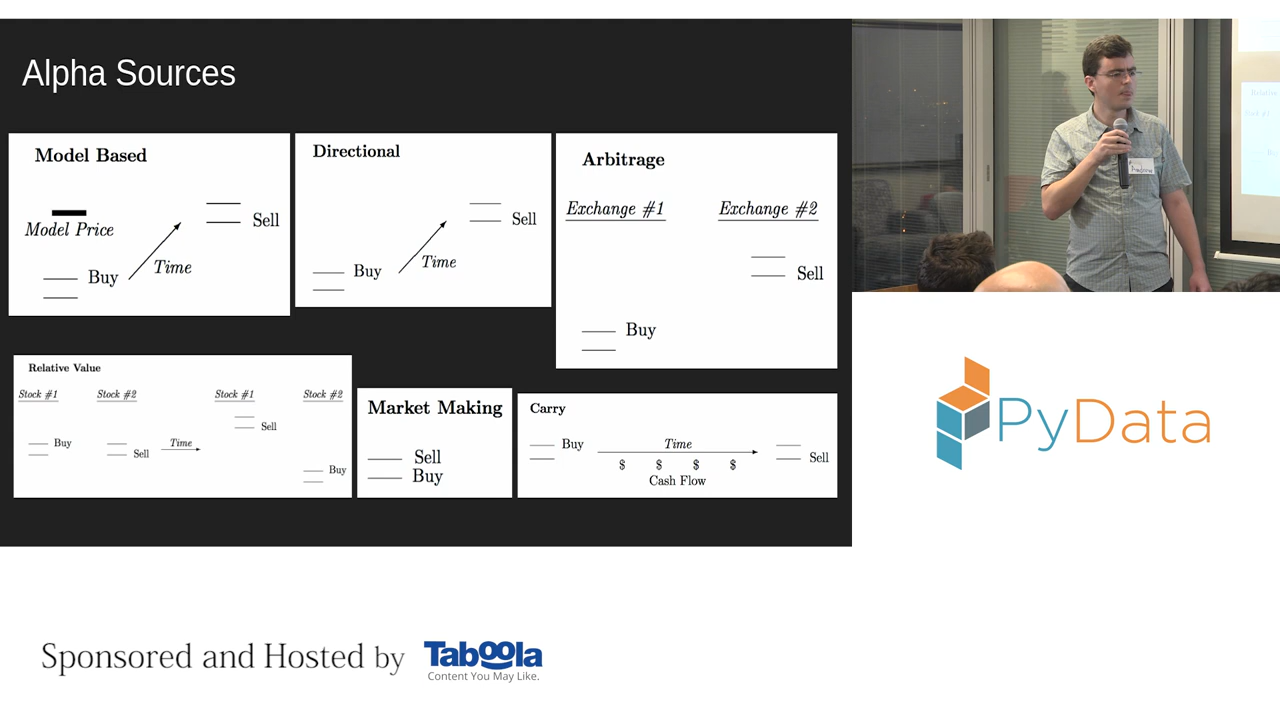 Alpha Sources
Model Based
Model Price
Buy
Time
Sell
Directional
Buy
Time
Sell
Arbitrage
Exchange #1
Exchange #2
Sell
Buy
Relative Value
Stock #1
Stock #2
Stock #1
Stock #2
Buy
Sell
Time
Sell
Buy
Market Making
Sell
Buy
Carry
Buy
Time
$ $ $ $
Cash Flow
Sell
PyData
Sponsored and Hosted by
Taboola
Content You May Like.